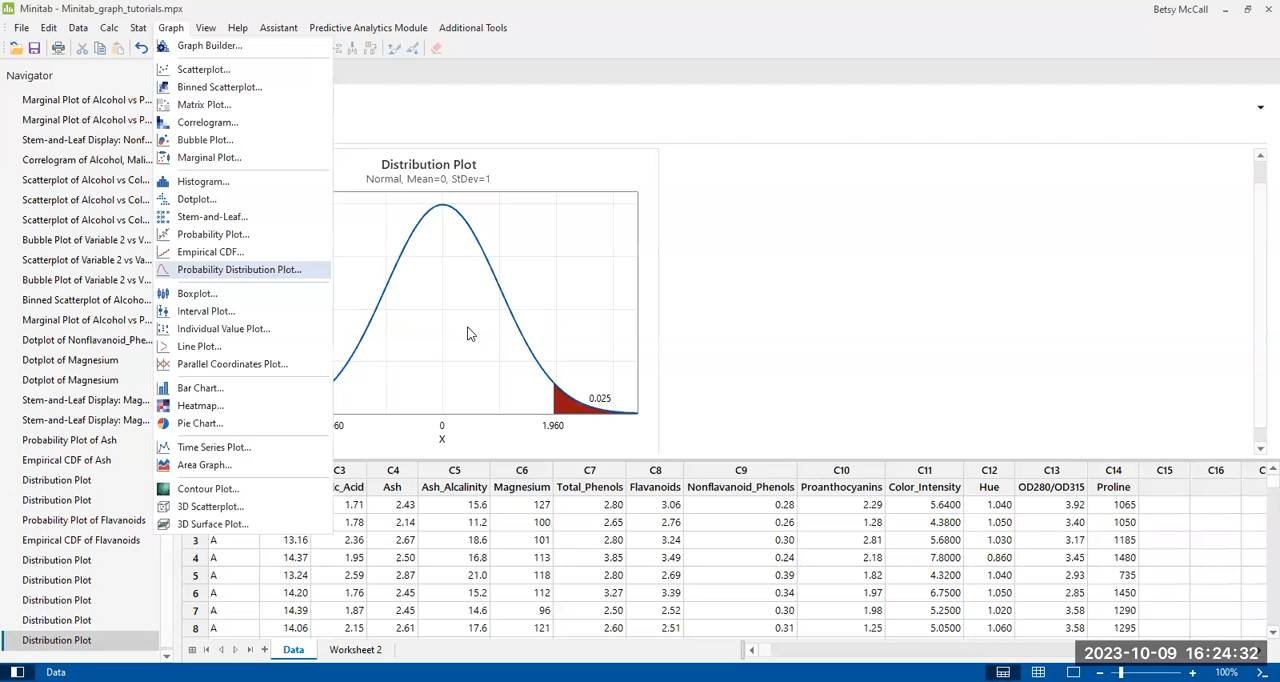 Minitab - Minitab_graph_tutorials.mpx
Betsy McCall
File Edit Data Calc Stat Graph View Help Assistant Predictive Analytics Module Additional Tools
Navigator
Marginal Plot of Alcohol vs P...
Marginal Plot of Alcohol vs P...
Stem-and-Leaf Display: Nonf...
Correlogram of Alcohol, Mali...
Scatterplot of Alcohol vs Col...
Scatterplot of Alcohol vs Col...
Scatterplot of Alcohol vs Col...
Bubble Plot of Variable 2 vs V...
Scatterplot of Variable 2 vs Va...
Bubble Plot of Variable 2 vs V...
Binned Scatterplot of Alcoho...
Marginal Plot of Alcohol vs P...
Dotplot of Nonflavanoid_Phe...
Dotplot of Magnesium
Dotplot of Magnesium
Stem-and-Leaf Display: Mag...
Stem-and-Leaf Display: Mag...
Probability Plot of Ash
Empirical CDF of Ash
Distribution Plot
Distribution Plot
Probability Plot of Flavanoids
Empirical CDF of Flavanoids
Distribution Plot
Distribution Plot
Distribution Plot
Distribution Plot
Distribution Plot
Graph Builder...
Scatterplot...
Binned Scatterplot...
Matrix Plot...
Correlogram...
Bubble Plot...
Marginal Plot...
Histogram...
Dotplot...
Stem-and-Leaf...
Probability Plot...
Empirical CDF...
Probability Distribution Plot...
Boxplot...
Interval Plot...
Individual Value Plot...
Line Plot...
Parallel Coordinates Plot...
Bar Chart...
Heatmap...
Pie Chart...
Time Series Plot...
Area Graph...
Contour Plot...
3D Scatterplot...
3D Surface Plot...
Distribution Plot
Normal, Mean=0, StDev=1
0.025
60 0 1.960
X
C3 C4 C5 C6 C7 C8 C9 C10 C11 C12 C13 C14 C15 C16 C
ic_Acid Ash Ash_Alcalinity Magnesium Total_Phenols Flavanoids Nonflavanoid_Phenols Proanthocyanins Color_Intensity Hue OD280/OD315 Proline
1.71 2.43 15.6 127 2.80 3.06 0.28 2.29 5.6400 1.040 3.92 1065
1.78 2.14 11.2 100 2.65 2.76 0.26 1.28 4.3800 1.050 3.40 1050
3 A 13.16 2.36 2.67 18.6 101 2.80 3.24 0.30 2.81 5.6800 1.030 3.17 1185
4 A 14.37 1.95 2.50 16.8 113 3.85 3.49 0.24 2.18 7.8000 0.860 3.45 1480
5 A 13.24 2.59 2.87 21.0 118 2.80 2.69 0.39 1.82 4.3200 1.040 2.93 735
6 A 14.20 1.76 2.45 15.2 112 3.27 3.39 0.34 1.97 6.7500 1.050 2.85 1450
7 A 14.39 1.87 2.45 14.6 96 2.50 2.52 0.30 1.98 5.2500 1.020 3.58 1290
8 A 14.06 2.15 2.61 17.6 121 2.60 2.51 0.31 1.25 5.0500 1.060 3.58 1295
Data Worksheet 2
2023-10-09 16:24:32
Data
100%